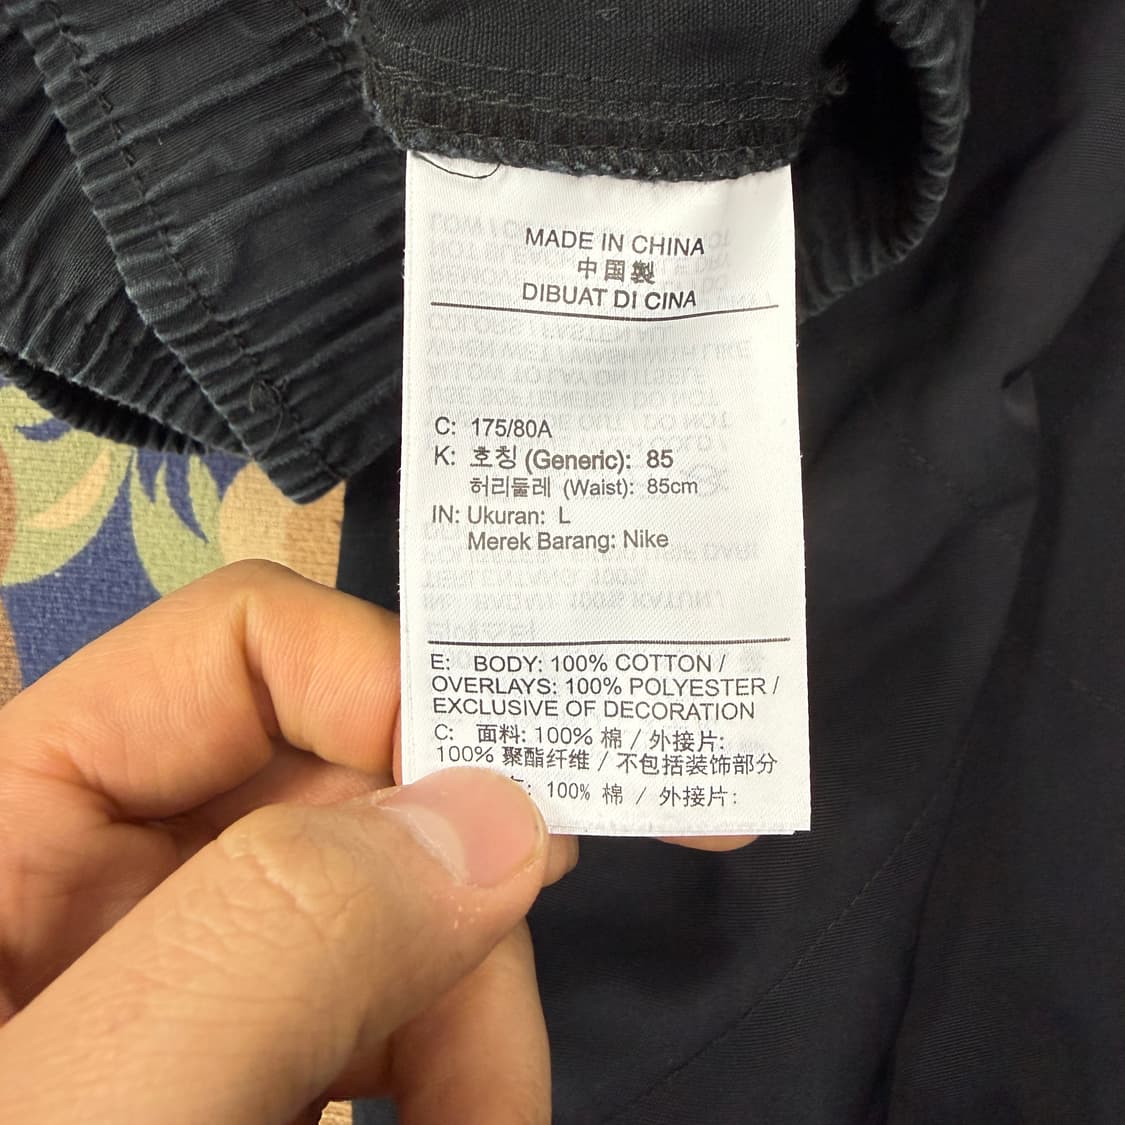 MADE IN CHINA
中国製
DIBUAT DI CINA
C: 175/80A
K: 호칭 (Generic): 85
허리둘레 (Waist): 85cm
IN: Ukuran: L
Merek Barang: Nike
E: BODY: 100% COTTON /
OVERLAYS: 100% POLYESTER /
EXCLUSIVE OF DECORATION
C: 面料: 100% 棉 / 外接片:
100% 聚酯纤维 / 不包括装饰部分
: 100% 棉 / 外接片: